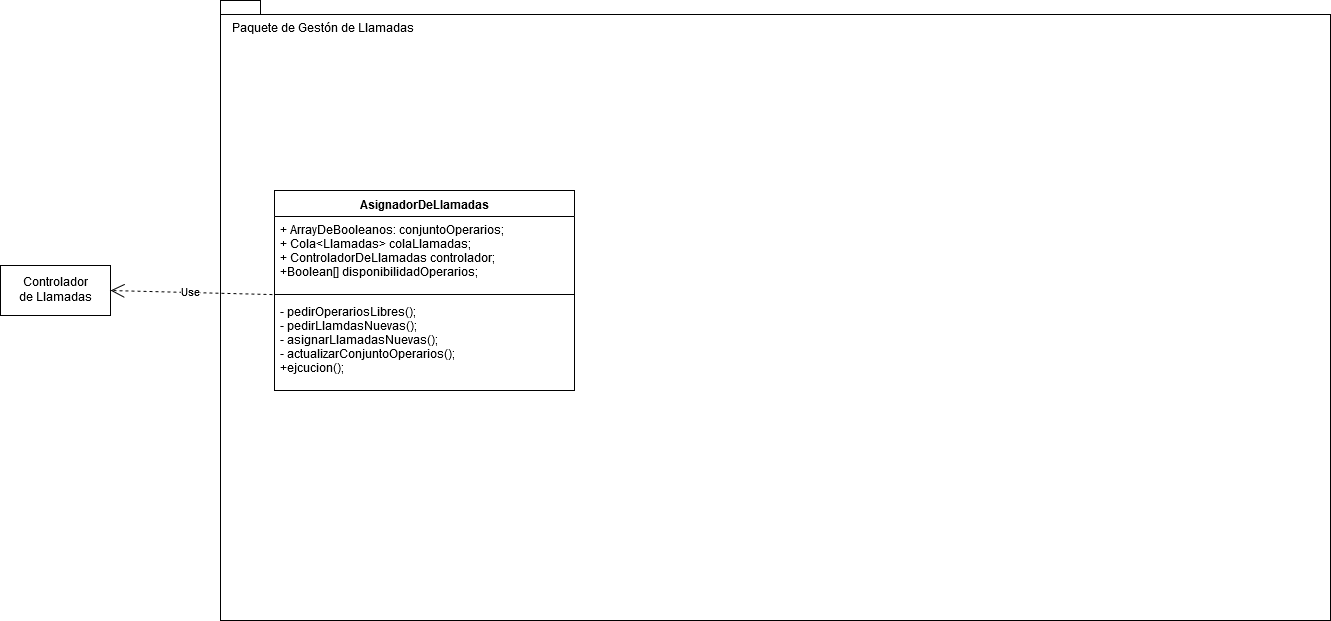 Paquete de Gestón de Llamadas
AsignadorDeLlamadas
+ ArrayDeBooleanos: conjuntoOperarios;
+ Cola<Llamadas> colaLlamadas;
+ ControladorDeLlamadas controlador;
+Boolean[] disponibilidadOperarios;
Controlador
de Llamadas
Use
- pedirOperariosLibres();
- pedirLlamdasNuevas();
- asignarLlamadasNuevas();
- actualizarConjuntoOperarios();
+ejcucion();